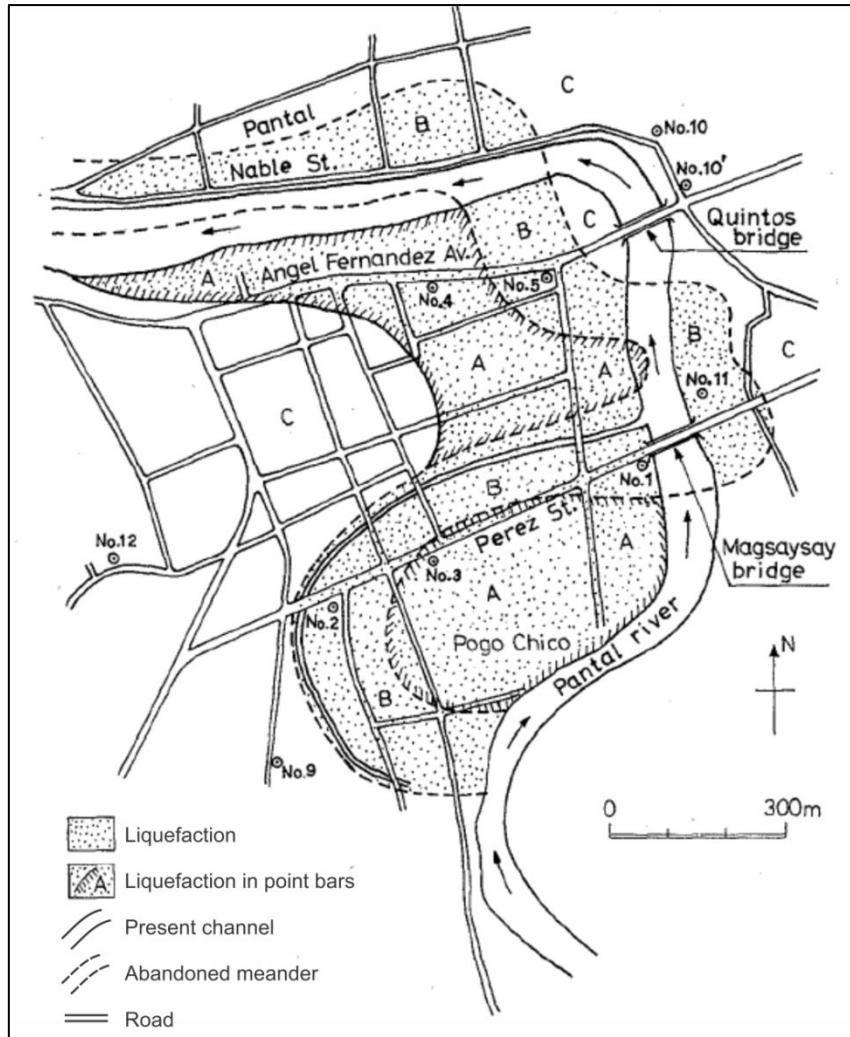 C
Pantal
B
No.10
Nable St.
No.10'
C
B
Quintos
bridge
A
Angel Fernandez Av.
No.4
No.5
B
C
A
A
No.11
C
No.1
B
Perez St.
No.12
No.3
A
Magsaysay
bridge
A
No.2
Pogo Chico
Pantal river
N
B
No.9
0 300m
Liquefaction
A
Liquefaction in point bars
Present channel
Abandoned meander
Road